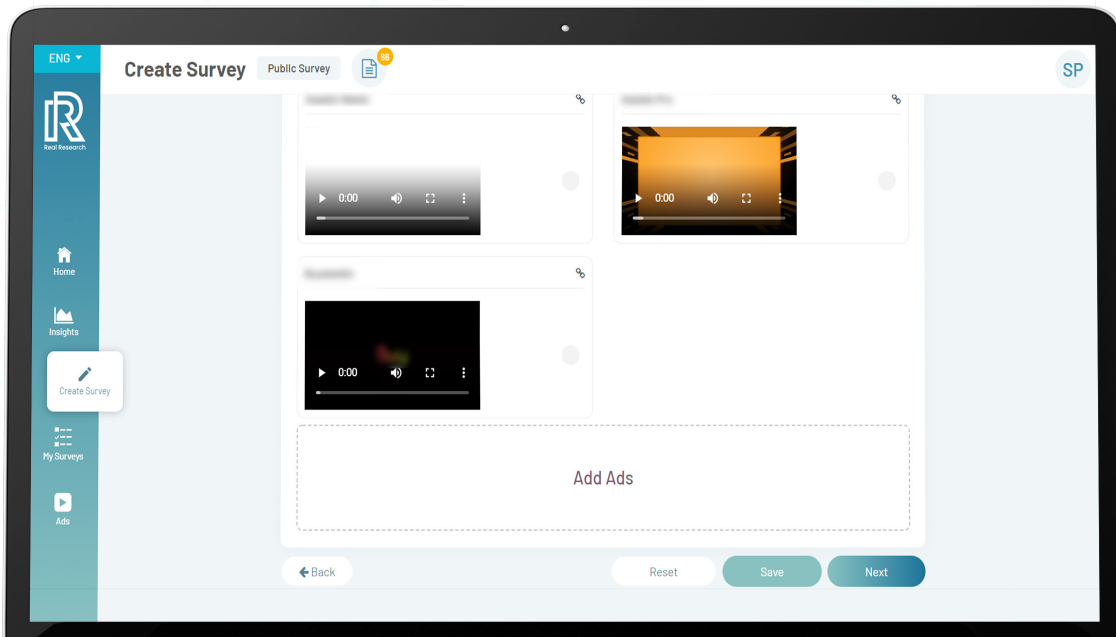 ENG
Create Survey
Public Survey
66
SP
R
Real Research
0:00
0:00
Home
Insights
0:00
Create Survey
My Surveys
Add Ads
Ads
Back
Reset
Save
Next